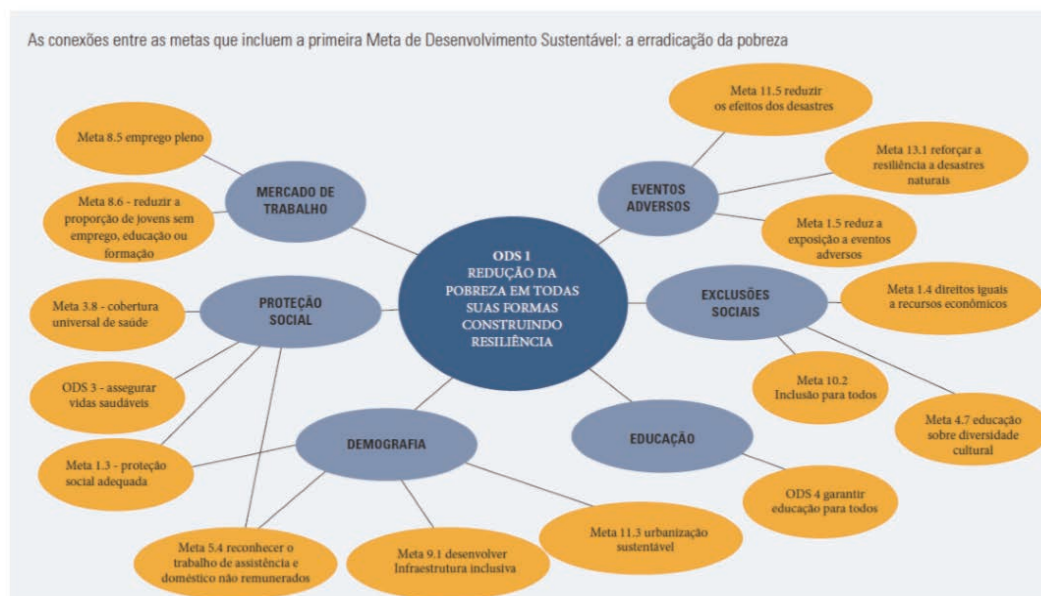 As conexões entre as metas que incluem a primeira Meta de Desenvolvimento Sustentável: a erradicação da pobreza
Meta 11.5 reduzir
os efeitos dos desastres
Meta 8.5 emprego pleno
Meta 13.1 reforçar a
resiliência a desastres
naturais
MERCADO DE
TRABALHO
EVENTOS
ADVERSOS
Meta 8.6 - reduzir a
proporção de jovens sem
emprego, educação ou
formação
Meta 1.5 reduz a
exposição a eventos
adversos
ODS 1
REDUÇÃO DA
POBREZA EM TODAS
SUAS FORMAS
CONSTRUINDO
RESILIÊNCIA
Meta 3.8 - cobertura
universal de saúde
PROTEÇÃO
SOCIAL
EXCLUSÕES
SOCIAIS
Meta 1.4 direitos iguais
a recursos econômicos
ODS 3 - assegurar
vidas saudáveis
Meta 10.2
Inclusão para todos
Meta 4.7 educação
sobre diversidade
cultural
DEMOGRAFIA
EDUCAÇÃO
Meta 1.3 - proteção
social adequada
ODS 4 garantir
educação para todos
Meta 5.4 reconhecer o
trabalho de assistência e
doméstico não remunerados
Meta 9.1 desenvolver
Infraestrutura inclusiva
Meta 11.3 urbanização
sustentável